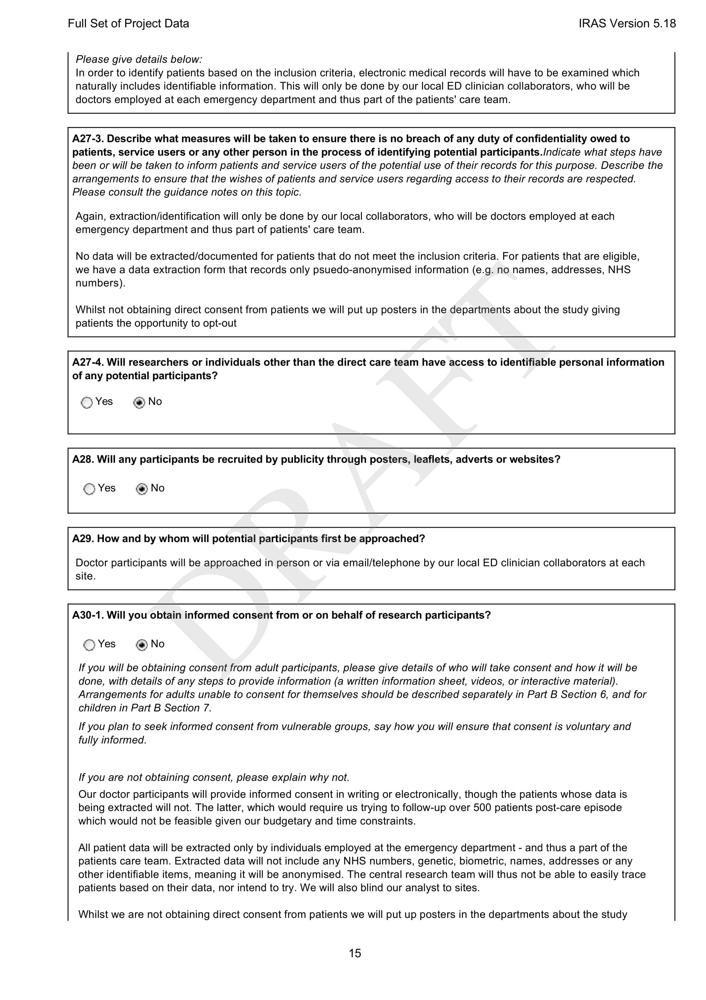 Full Set of Project Data
IRAS Version 5.18
Please give details below:
In order to identify patients based on the inclusion criteria, electronic medical records will have to be examined which
naturally includes identifiable information. This will only be done by our local ED clinician collaborators, who will be
doctors employed at each emergency department and thus part of the patients' care team.
A27-3. Describe what measures will be taken to ensure there is no breach of any duty of confidentiality owed to
patients, service users or any other person in the process of identifying potential participants.Indicate what steps have
been or will be taken to inform patients and service users of the potential use of their records for this purpose. Describe the
arrangements to ensure that the wishes of patients and service users regarding access to their records are respected.
Please consult the guidance notes on this topic.
Again, extraction/identification will only be done by our local collaborators, who will be doctors employed at each
emergency department and thus part of patients' care team.
No data will be extracted/documented for patients that do not meet the inclusion criteria. For patients that are eligible,
we have a data extraction form that records only psuedo-anonymised information (e.g. no names, addresses, NHS
numbers).
Whilst not obtaining direct consent from patients we will put up posters in the departments about the study giving
patients the opportunity to opt-out
A27-4. Will researchers or individuals other than the direct care team have access to identifiable personal information
of any potential participants?
Yes No
A28. Will any participants be recruited by publicity through posters, leaflets, adverts or websites?
Yes No
A29. How and by whom will potential participants first be approached?
Doctor participants will be approached in person or via email/telephone by our local ED clinician collaborators at each
site.
A30-1. Will you obtain informed consent from or on behalf of research participants?
Yes No
If you will be obtaining consent from adult participants, please give details of who will take consent and how it will be
done, with details of any steps to provide information (a written information sheet, videos, or interactive material).
Arrangements for adults unable to consent for themselves should be described separately in Part B Section 6, and for
children in Part B Section 7.
If you plan to seek informed consent from vulnerable groups, say how you will ensure that consent is voluntary and
fully informed.
If you are not obtaining consent, please explain why not.
Our doctor participants will provide informed consent in writing or electronically, though the patients whose data is
being extracted will not. The latter, which would require us trying to follow-up over 500 patients post-care episode
which would not be feasible given our budgetary and time constraints.
All patient data will be extracted only by individuals employed at the emergency department - and thus a part of the
patients care team. Extracted data will not include any NHS numbers, genetic, biometric, names, addresses or any
other identifiable items, meaning it will be anonymised. The central research team will thus not be able to easily trace
patients based on their data, nor intend to try. We will also blind our analyst to sites.
Whilst we are not obtaining direct consent from patients we will put up posters in the departments about the study
15
DRAFT